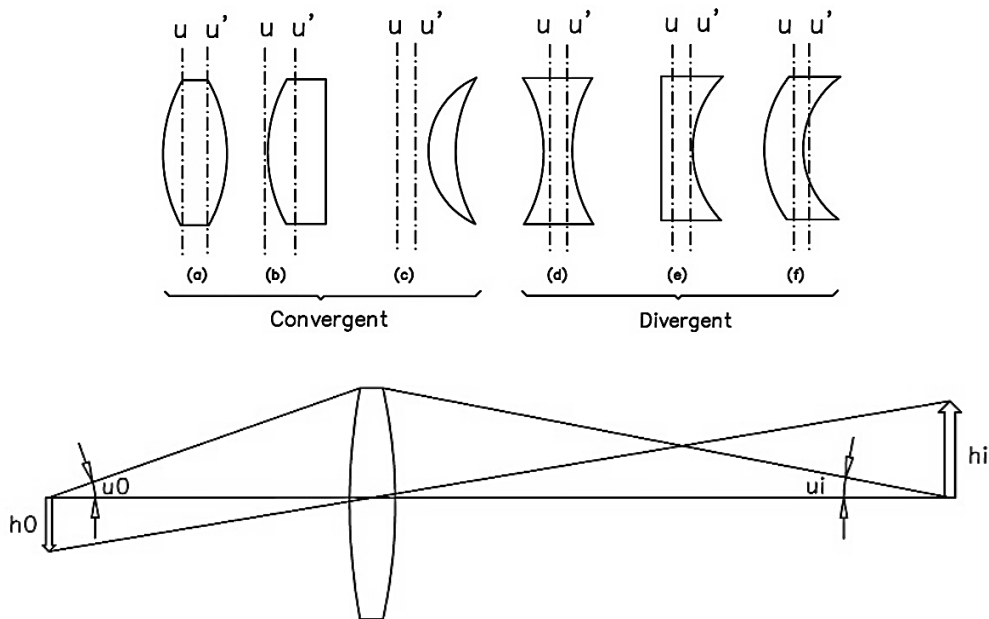 u u' u u' u u' u u' u u' u u'
(a) (b) (c) (d) (e) (f)
Convergent Divergent
u0 ui hi
h0